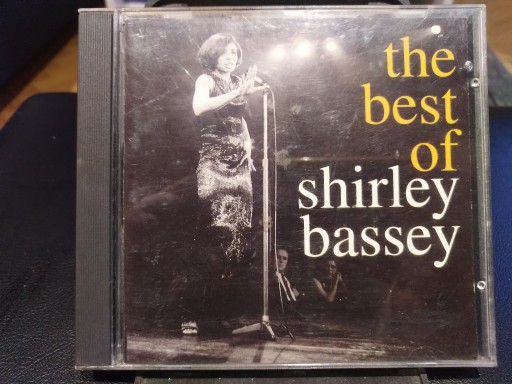 the
best
of
shirley
bassey